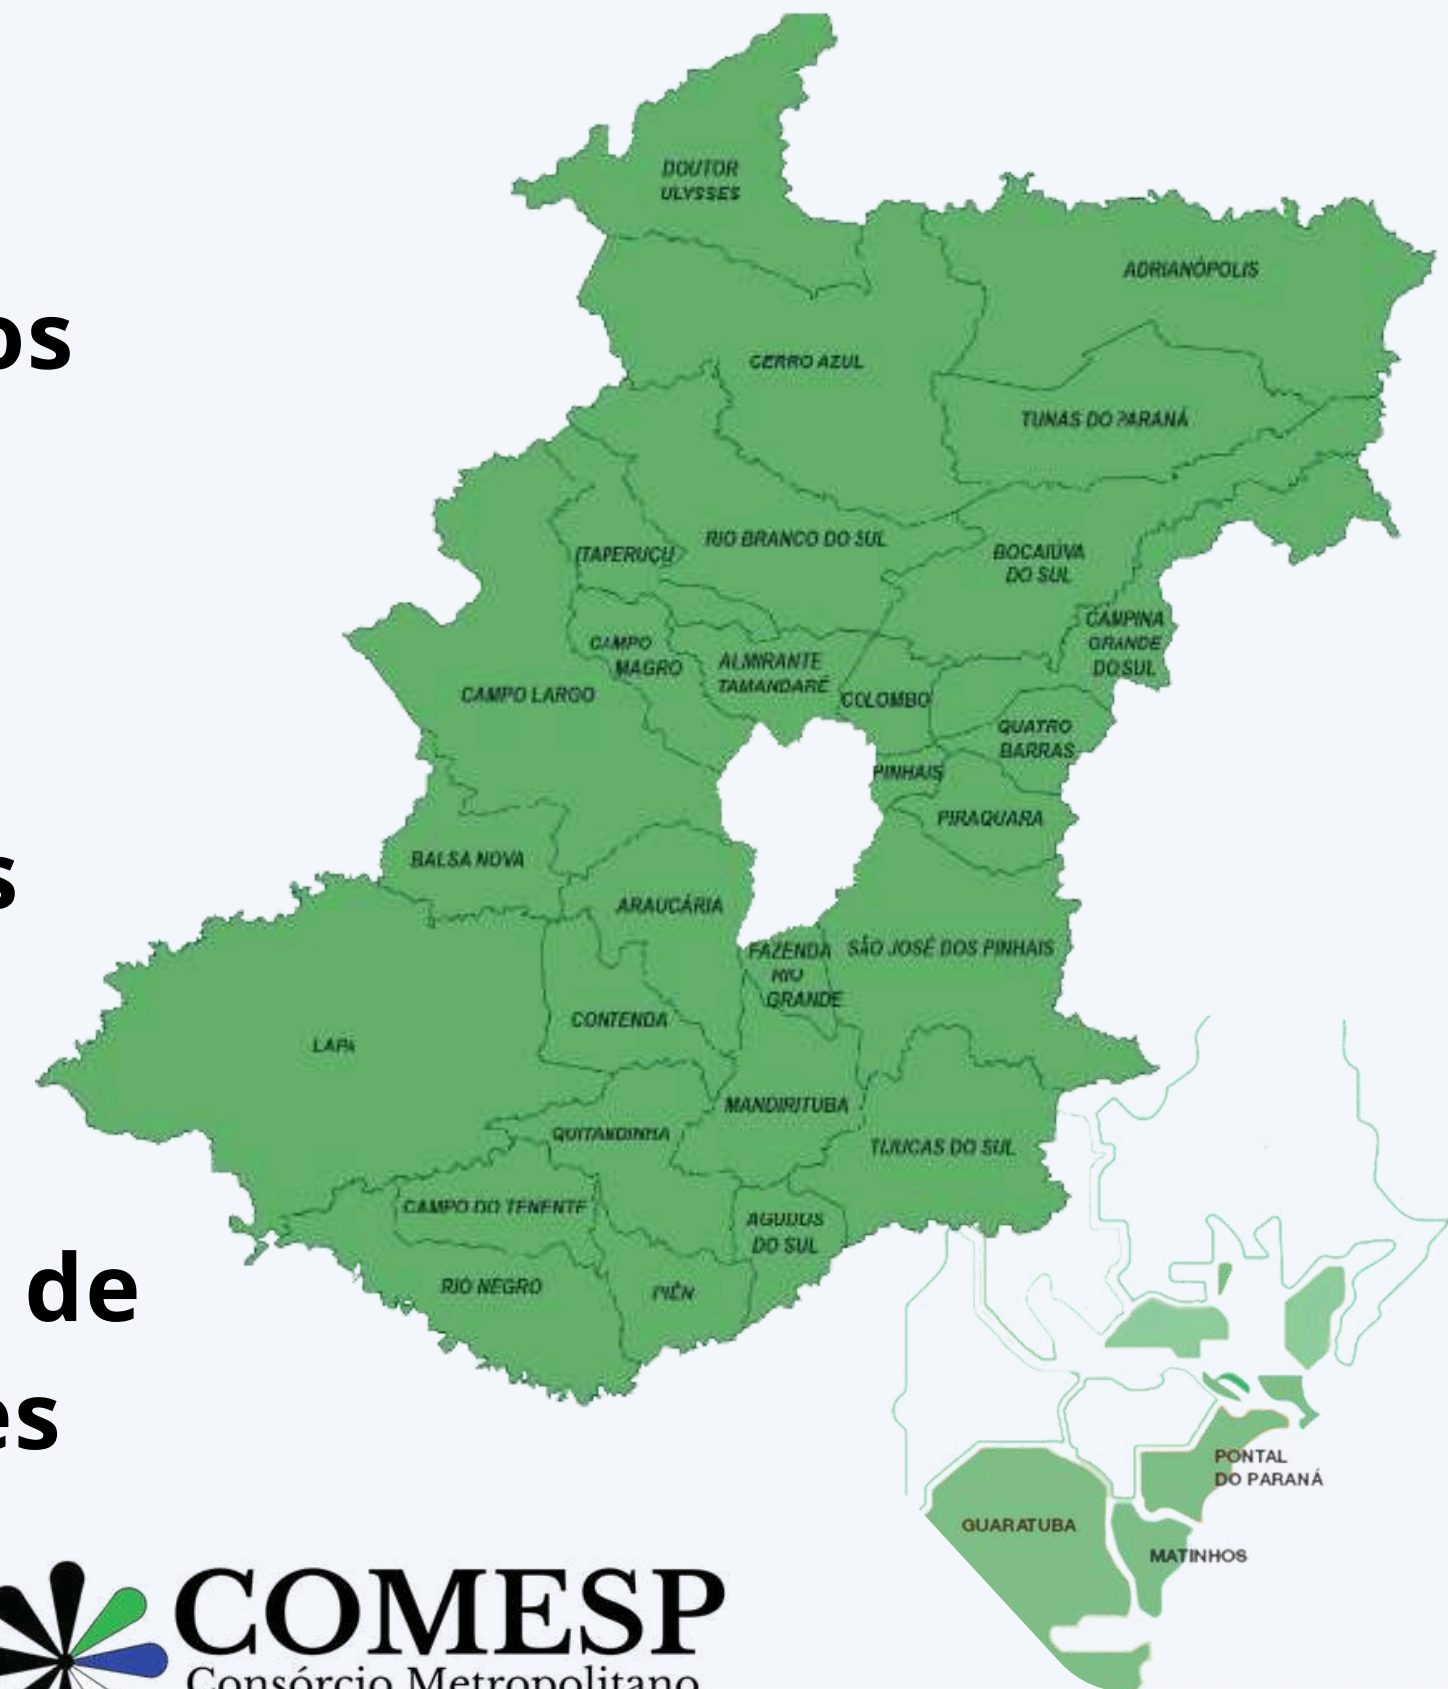 DOUTOR
ULYSSES
ADRIANÓPOLIS
os
CERRO AZUL
TUNAS DO PARANÁ
RIO BRANCO DO SUL
ITAPERUÇU
BOCAIÚVA
DO SUL
CAMPINA
GRANDE
DO SUL
CAMPO
MAGRO
ALMIRANTE
TAMANDARÉ
CAMPO LARGO
COLOMBO
QUATRO
BARRAS
PINHAIS
PIRAQUARA
BALSA NOVA
s
ARAUCÁRIA
FAZENDA
RIO
GRANDE
SÃO JOSÉ DOS PINHAIS
CONTENDA
LAPA
MANDIRITUBA
QUITANDINHA
TIJUCAS DO SUL
CAMPO DO TENENTE
AGUDOS
DO SUL
de
RIO NEGRO
PIÊN
es
PONTAL
DO PARANÁ
GUARATUBA
MATINHOS
COMESP
Consórcio Metropolitano